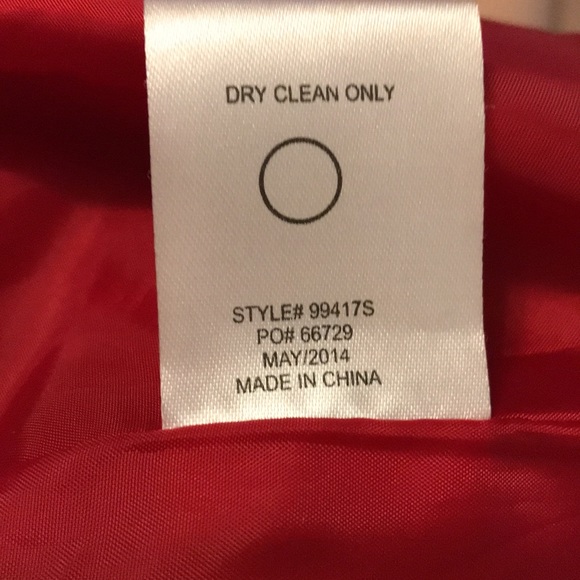 DRY CLEAN ONLY
STYLE# 99417S
PO# 66729
MAY/2014
MADE IN CHINA